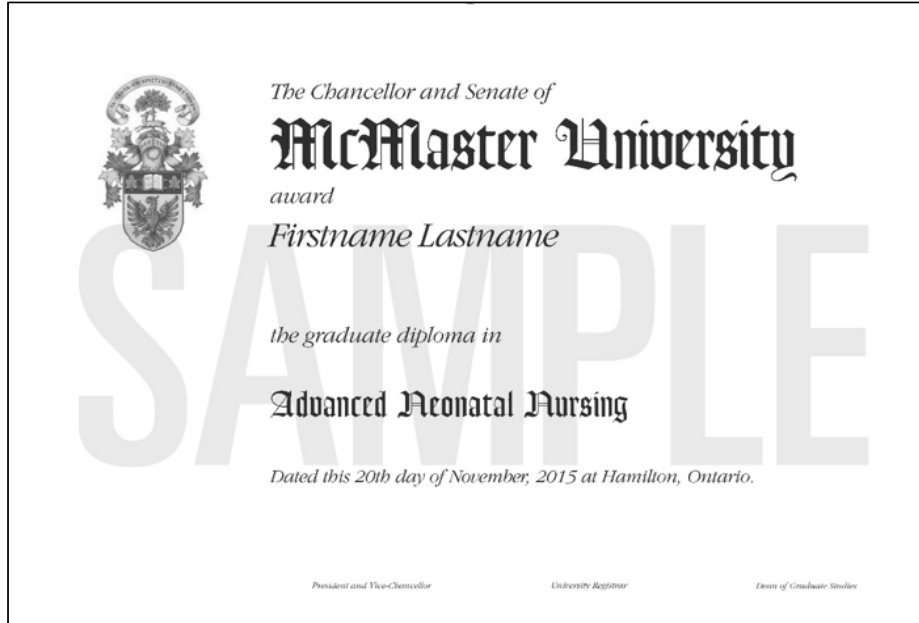 The Chancellor and Senate of
McMaster University
award
Firstname Lastname
SAMPLE
the graduate diploma in
Advanced Neonatal Nursing
Dated this 20th day of November, 2015 at Hamilton, Ontario.
President and Vice-Chancellor University Registrar Dean of Graduate Studies